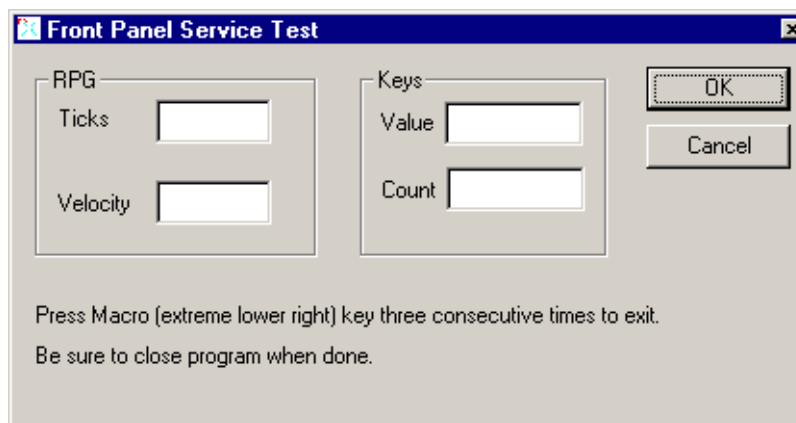 Front Panel Service Test
RPG
Ticks
Velocity
Keys
Value
Count
OK
Cancel
Press Macro (extreme lower right) key three consecutive times to exit.
Be sure to close program when done.